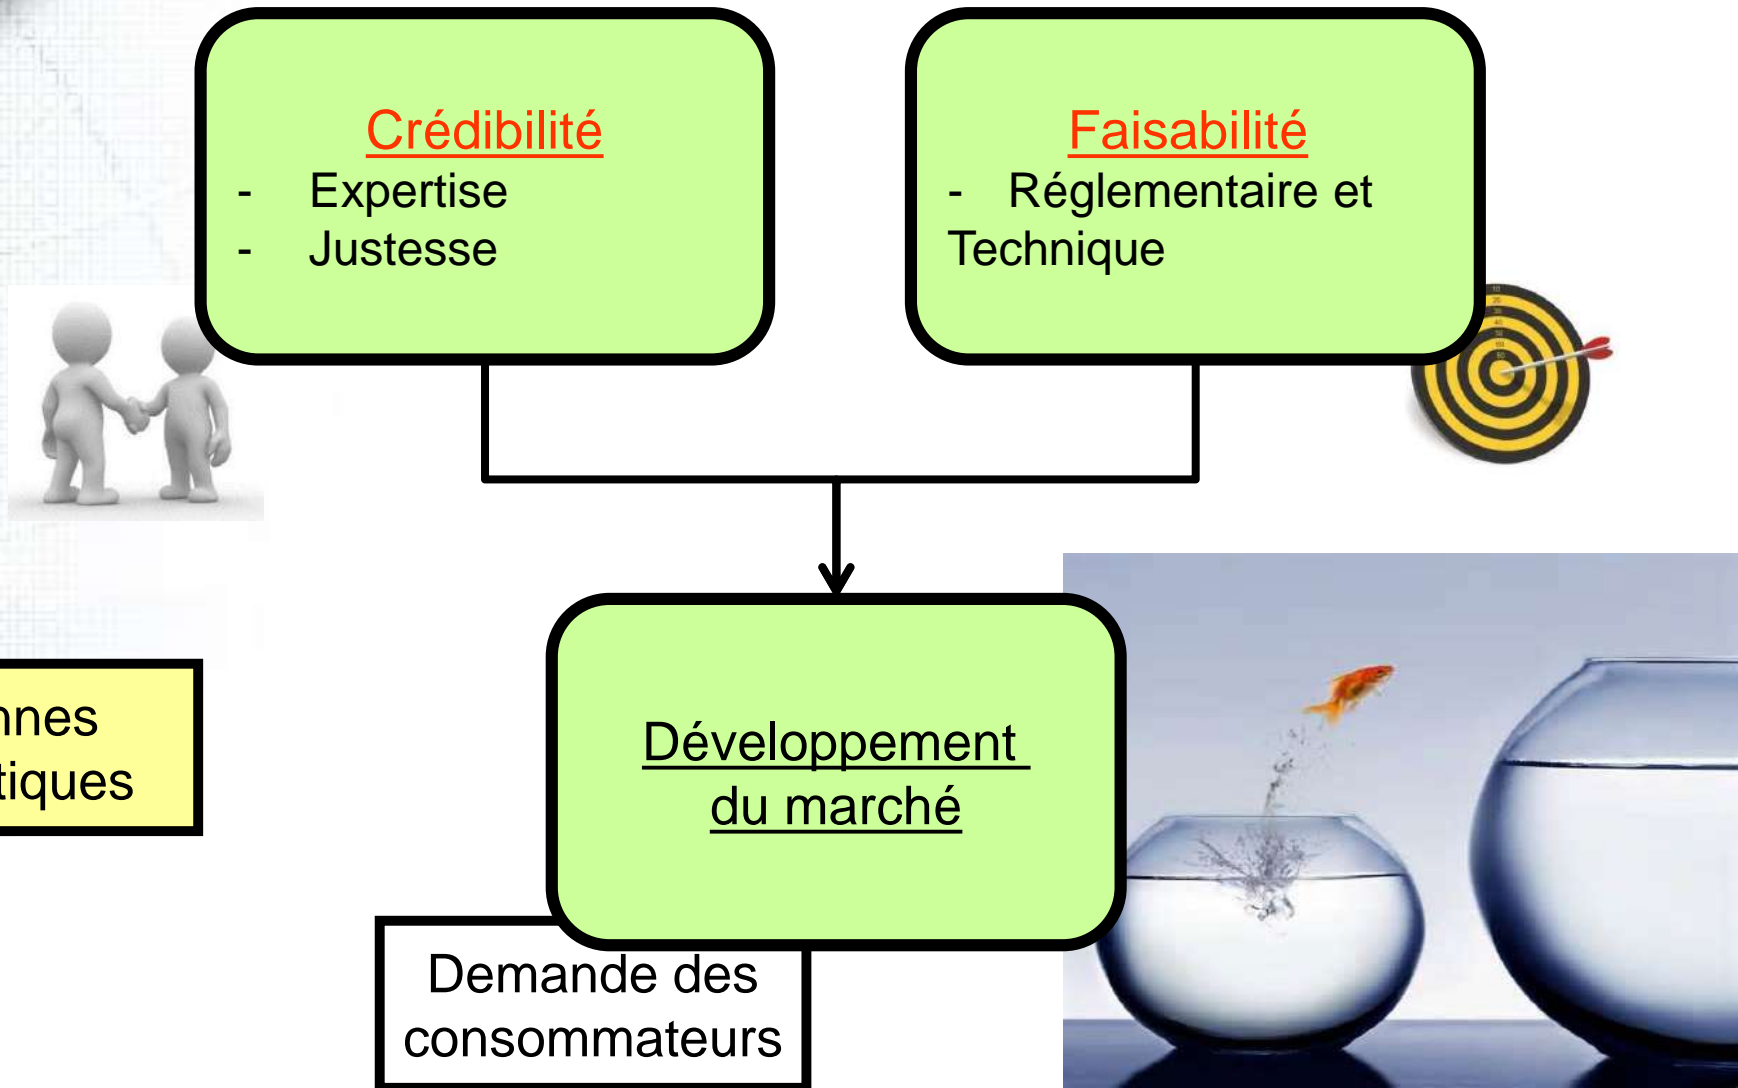 Crédibilité
- Expertise
- Justesse
Faisabilité
- Réglementaire et
Technique
nnes
tiques
Développement
du marché
Demande des
consommateurs